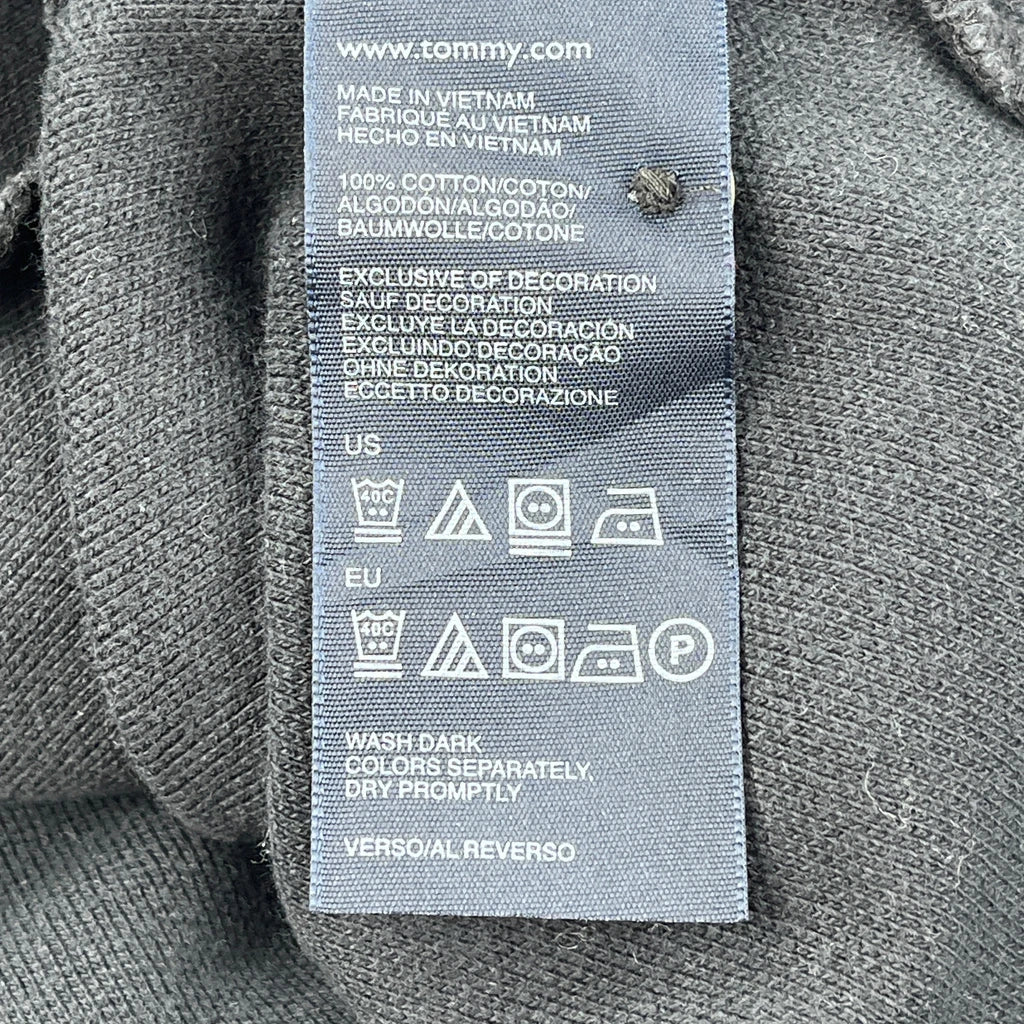 www.tommy.com
MADE IN VIETNAM
FABRIQUÉ AU VIETNAM
HECHO EN VIETNAM
100% COTTON/COTON/
ALGODÓN/ALGODÃO/
BAUMWOLLE/COTONE
EXCLUSIVE OF DECORATION
SAUF DECORATION
EXCLUYE LA DECORACIÓN
EXCLUINDO DECORAÇAO
OHNE DEKORATION
ECCETTO DECORAZIONE
US
40C
EU
40C P
WASH DARK
COLORS SEPARATELY,
DRY PROMPTLY
VERSO/AL REVERSO